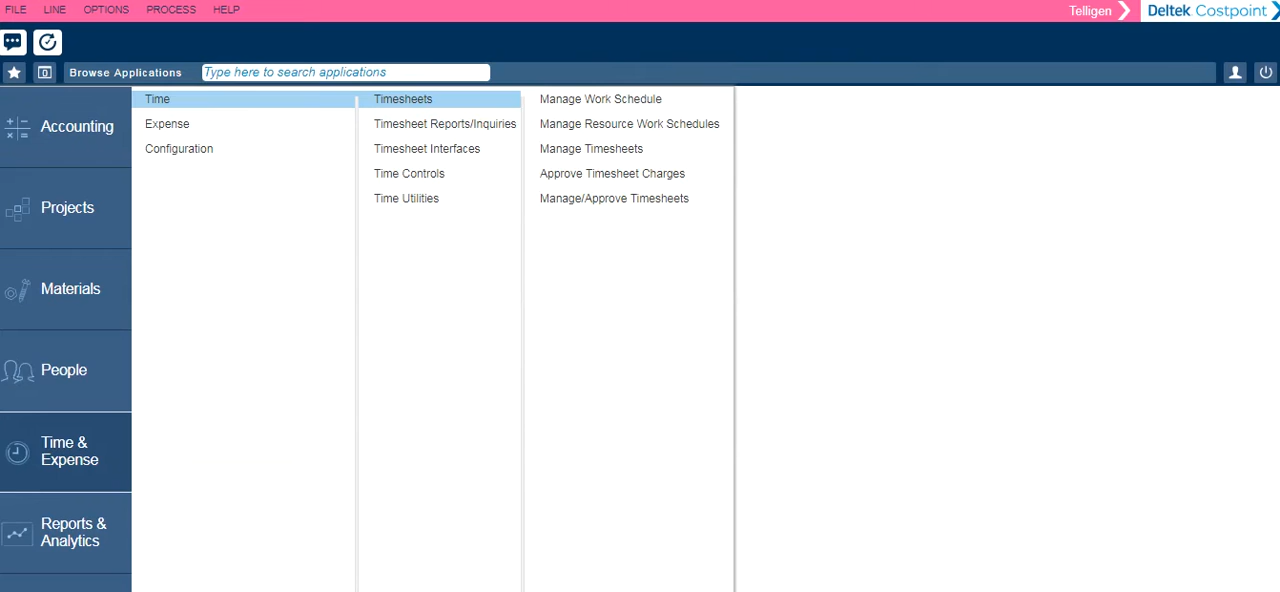 FILE LINE OPTIONS PROCESS HELP
Telligen Deltek Costpoint
0 Browse Applications Type here to search applications
Accounting
Projects
Materials
People
Time &
Expense
Reports &
Analytics
Time
Expense
Configuration
Timesheets
Timesheet Reports/Inquiries
Timesheet Interfaces
Time Controls
Time Utilities
Manage Work Schedule
Manage Resource Work Schedules
Manage Timesheets
Approve Timesheet Charges
Manage/Approve Timesheets